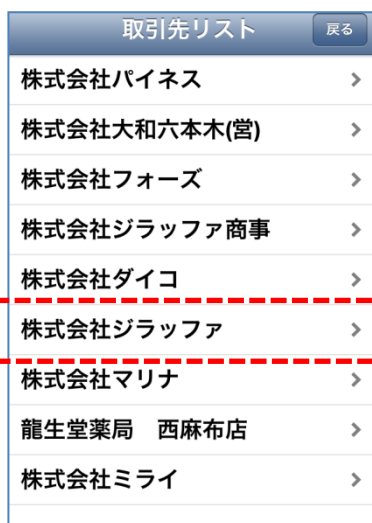 取引先リスト 戻る
株式会社パイネス
株式会社大和六本木(営)
株式会社フォーズ
株式会社ジラッファ商事
株式会社ダイコ
株式会社ジラッファ
株式会社マリナ
龍生堂薬局　西麻布店
株式会社ミライ